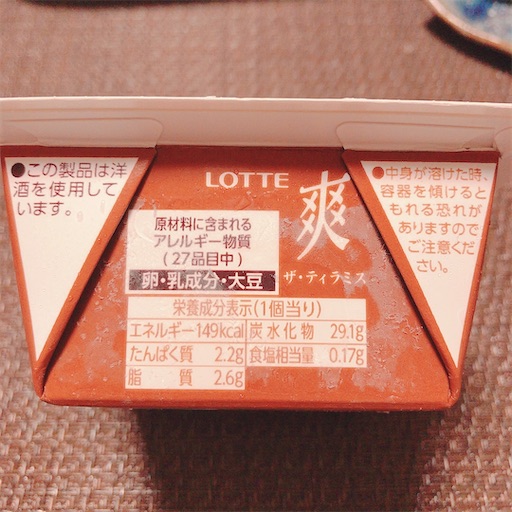 ●この製品は洋
酒を使用して
います。
LOTTE
爽
ザ・ティラミス
原材料に含まれる
アレルギー物質
(27品目中)
卵・乳成分・大豆
栄養成分表示(1個当り)
エネルギー149kcal 炭水化物 29.1g
たんぱく質 2.2g 食塩相当量 0.17g
脂質 2.6g
●中身が溶けた時、
容器を傾けると
もれる恐れが
ありますので
ご注意くださ
い。